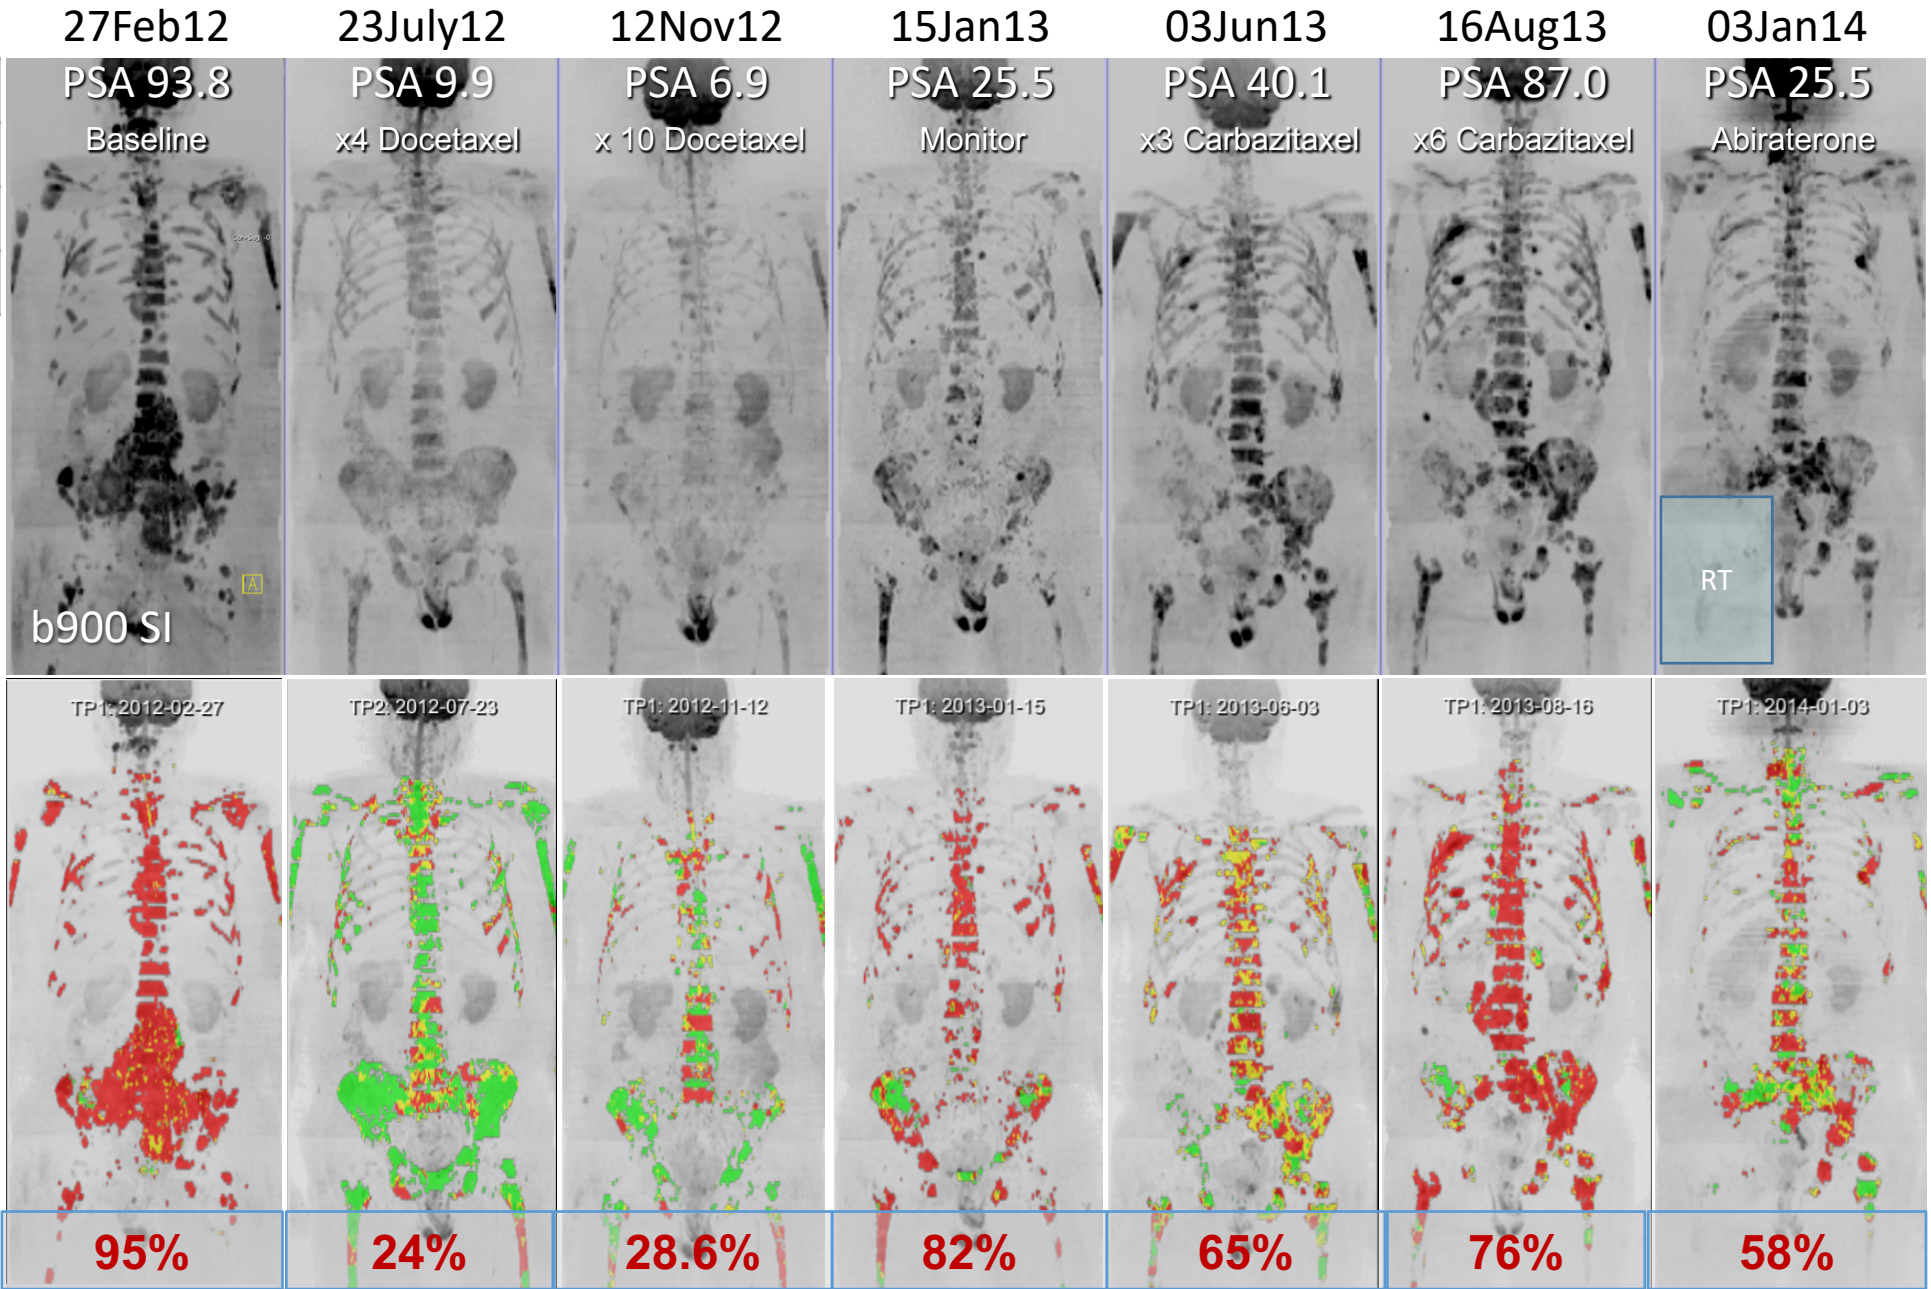 27Feb12 23July12 12Nov12 15Jan13 03Jun13 16Aug13 03Jan14
PSA 93.8 PSA 9.9 PSA 6.9 PSA 25.5 PSA 40.1 PSA 87.0 PSA 25.5
Baseline x4 Docetaxel x 10 Docetaxel Monitor x3 Carbazitaxel x6 Carbazitaxel Abiraterone
A
RT
b900 SI
TP1: 2012-02-27 TP2: 2012-07-23 TP1: 2012-11-12 TP1: 2013-01-15 TP1: 2013-06-03 TP1: 2013-08-16 TP1: 2014-01-03
95% 24% 28.6% 82% 65% 76% 58%